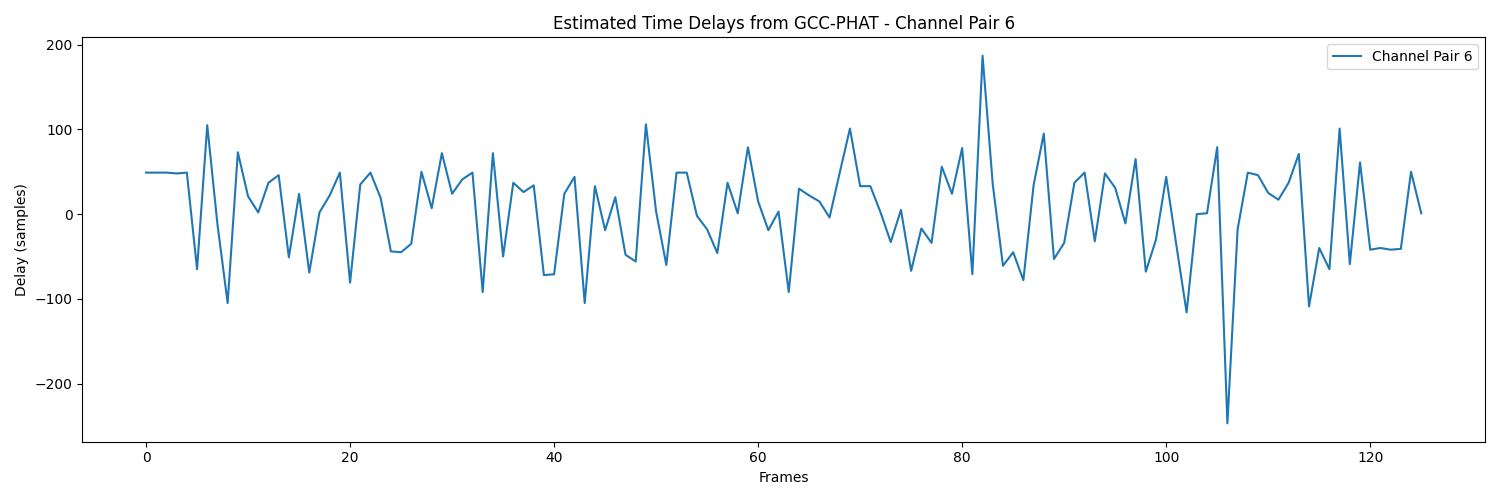 Estimated Time Delays from GCC-PHAT - Channel Pair 6
Channel Pair 6
Delay (samples)
200
100
0
−100
−200
0 20 40 60 80 100 120
Frames